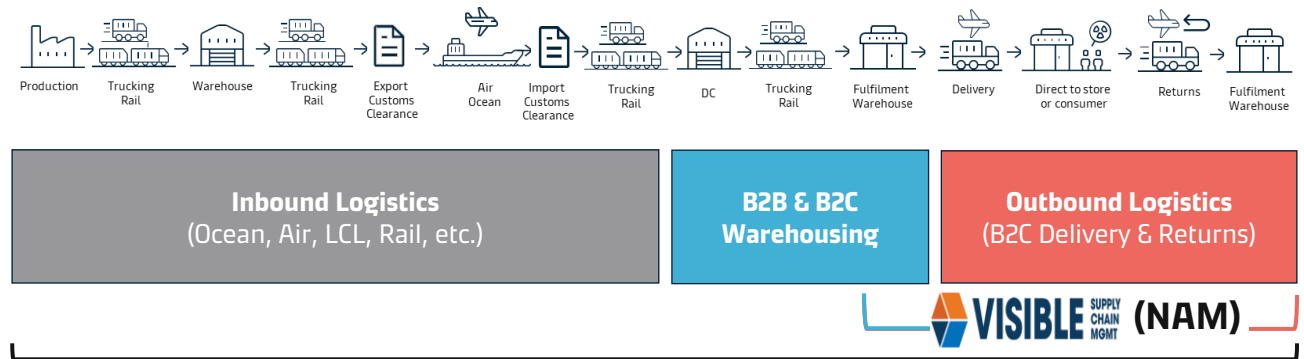 Production
Trucking
Rail
Warehouse
Trucking
Rail
Export
Customs
Clearance
Air
Ocean
Import
Customs
Clearance
Trucking
Rail
DC
Trucking
Rail
Fulfilment
Warehouse
Delivery
Direct to store
or consumer
Returns
Fulfilment
Warehouse
Inbound Logistics
(Ocean, Air, LCL, Rail, etc.)
B2B & B2C
Warehousing
Outbound Logistics
(B2C Delivery & Returns)
VISIBLE
SUPPLY
CHAIN
MGMT
(NAM)